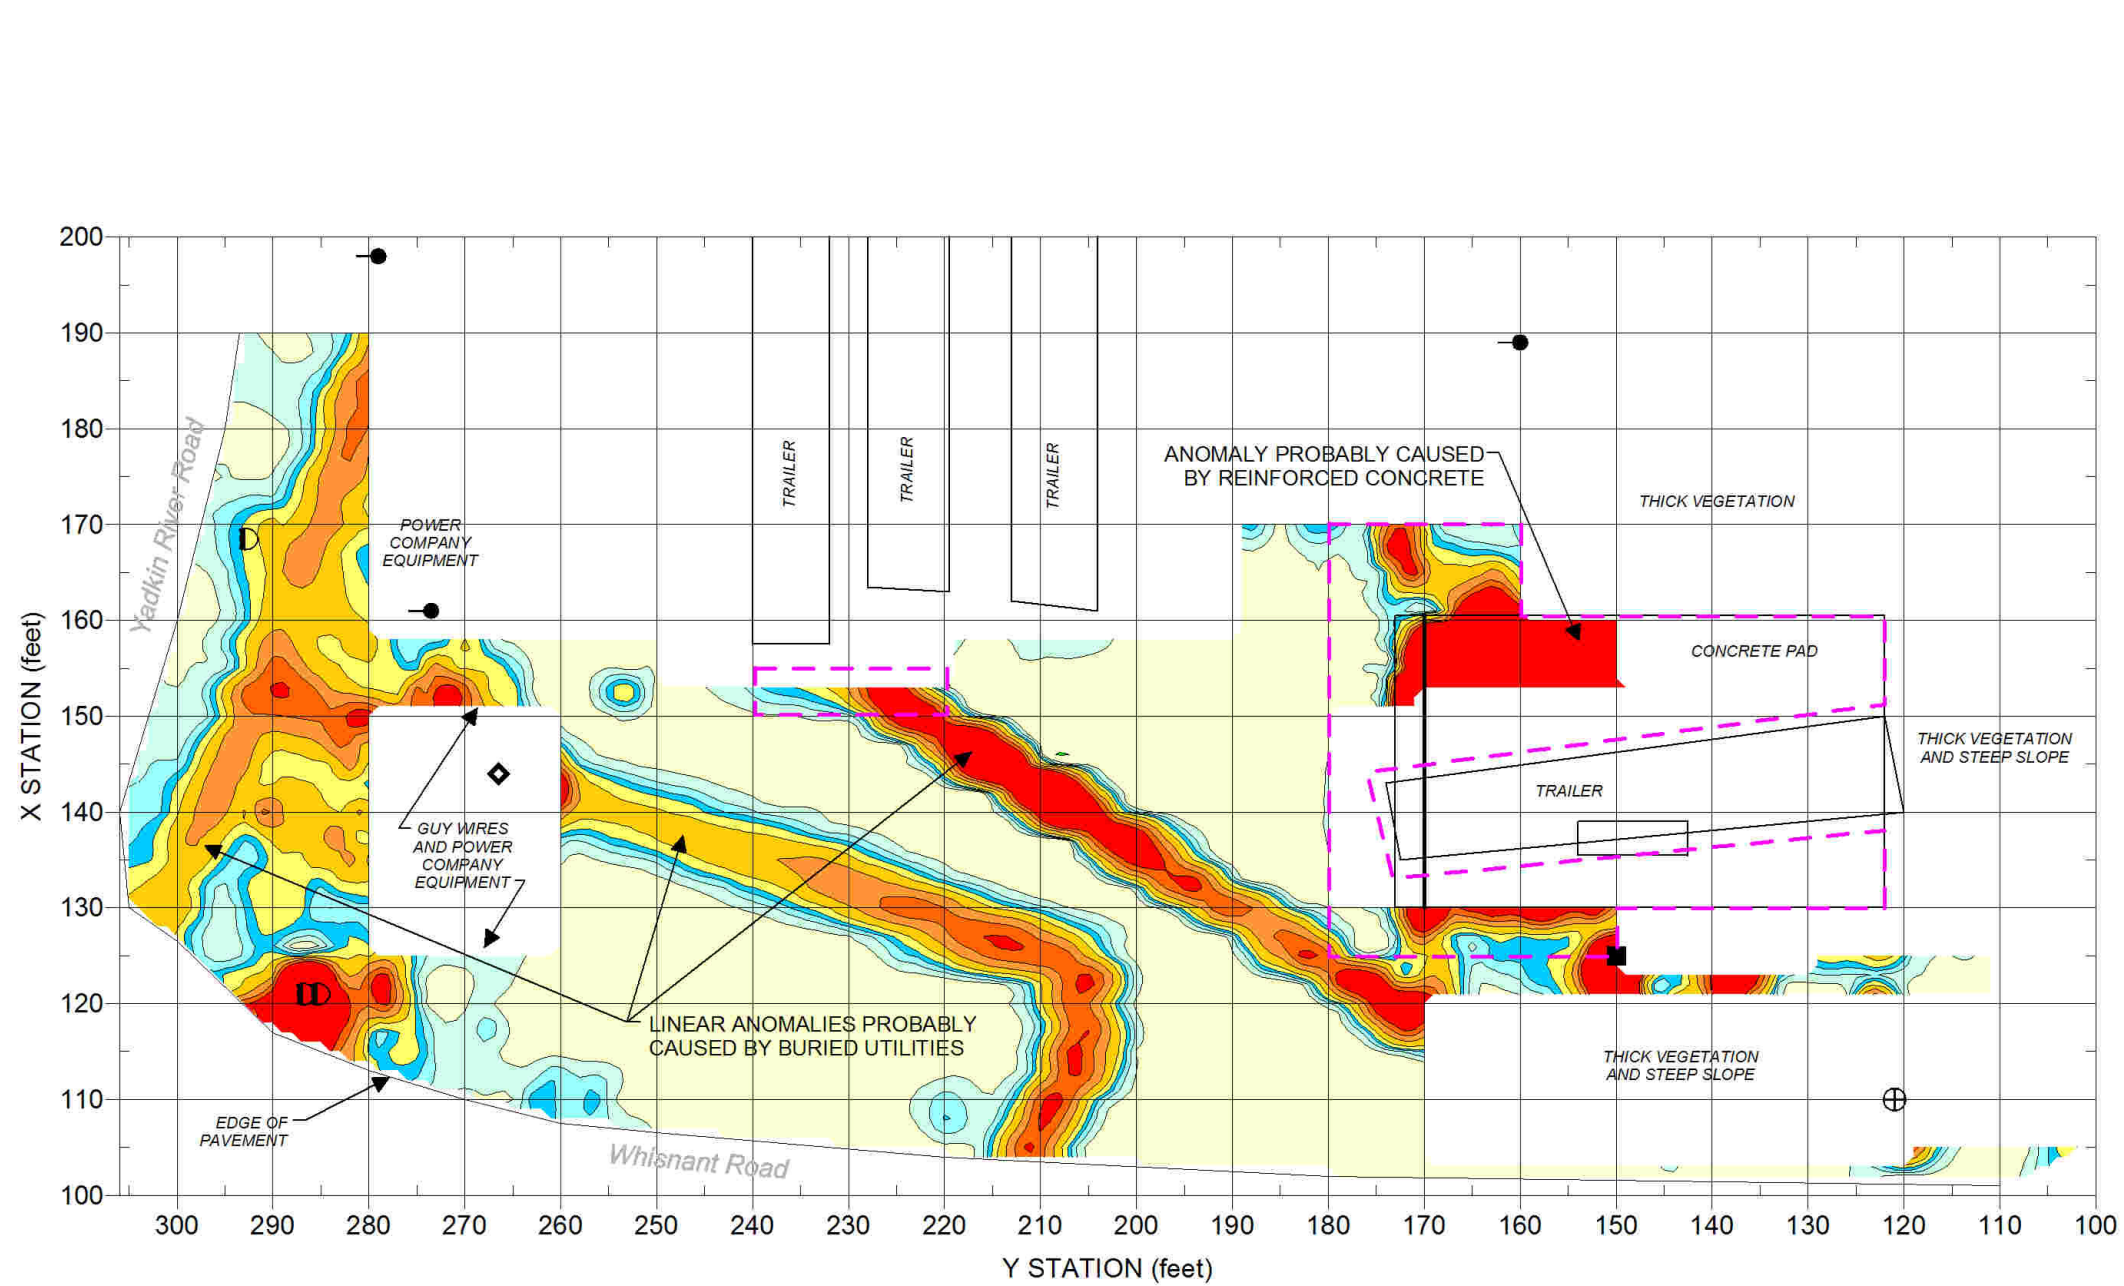 200
190
180
170
160
150
140
130
120
110
100
X STATION (feet)
Yadkin River Road
POWER
COMPANY
EQUIPMENT
TRAILER
TRAILER
TRAILER
ANOMALY PROBABLY CAUSED
BY REINFORCED CONCRETE
THICK VEGETATION
CONCRETE PAD
THICK VEGETATION
AND STEEP SLOPE
TRAILER
GUY WIRES
AND POWER
COMPANY
EQUIPMENT
LINEAR ANOMALIES PROBABLY
CAUSED BY BURIED UTILITIES
THICK VEGETATION
AND STEEP SLOPE
EDGE OF
PAVEMENT
Whisnant Road
300 290 280 270 260 250 240 230 220 210 200 190 180 170 160 150 140 130 120 110 100
Y STATION (feet)